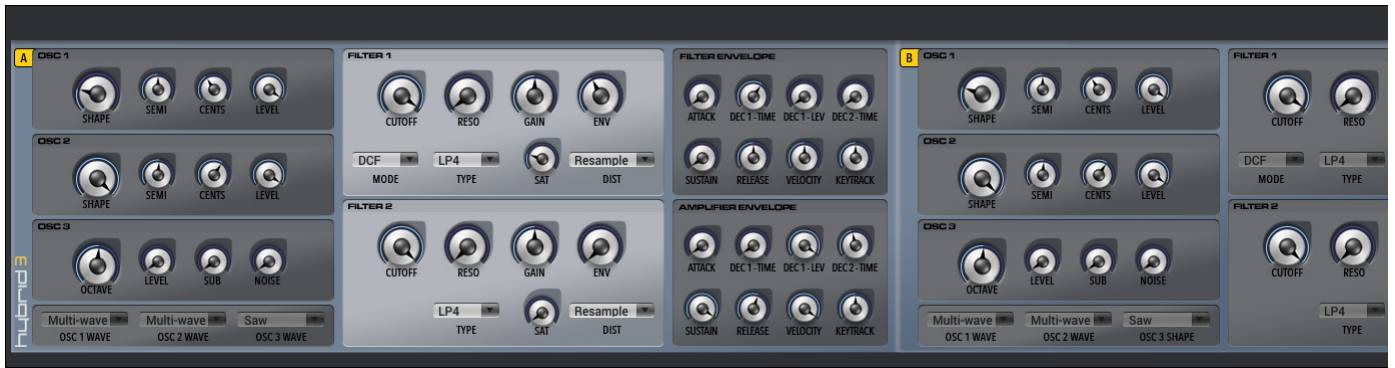 A
OSC 1
SHAPE SEMI CENTS LEVEL
OSC 2
SHAPE SEMI CENTS LEVEL
OSC 3
OCTAVE LEVEL SUB NOISE
Multi-wave Multi-wave Saw
OSC 1 WAVE OSC 2 WAVE OSC 3 WAVE
hybrid 3
FILTER 1
CUTOFF RESO GAIN ENV
DCF LP4 Resample
MODE TYPE SAT DIST
FILTER 2
CUTOFF RESO GAIN ENV
LP4 Resample
TYPE SAT DIST
FILTER ENVELOPE
ATTACK DEC 1 - TIME DEC 1 - LEV DEC 2 - TIME
SUSTAIN RELEASE VELOCITY KEYTRACK
AMPLIFIER ENVELOPE
ATTACK DEC 1 - TIME DEC 1 - LEV DEC 2 - TIME
SUSTAIN RELEASE VELOCITY KEYTRACK
B
OSC 1
SHAPE SEMI CENTS LEVEL
OSC 2
SHAPE SEMI CENTS LEVEL
OSC 3
OCTAVE LEVEL SUB NOISE
Multi-wave Multi-wave Saw
OSC 1 WAVE OSC 2 WAVE OSC 3 SHAPE
FILTER 1
CUTOFF RESO
DCF LP4
MODE TYPE
FILTER 2
CUTOFF RESO
LP4
TYPE